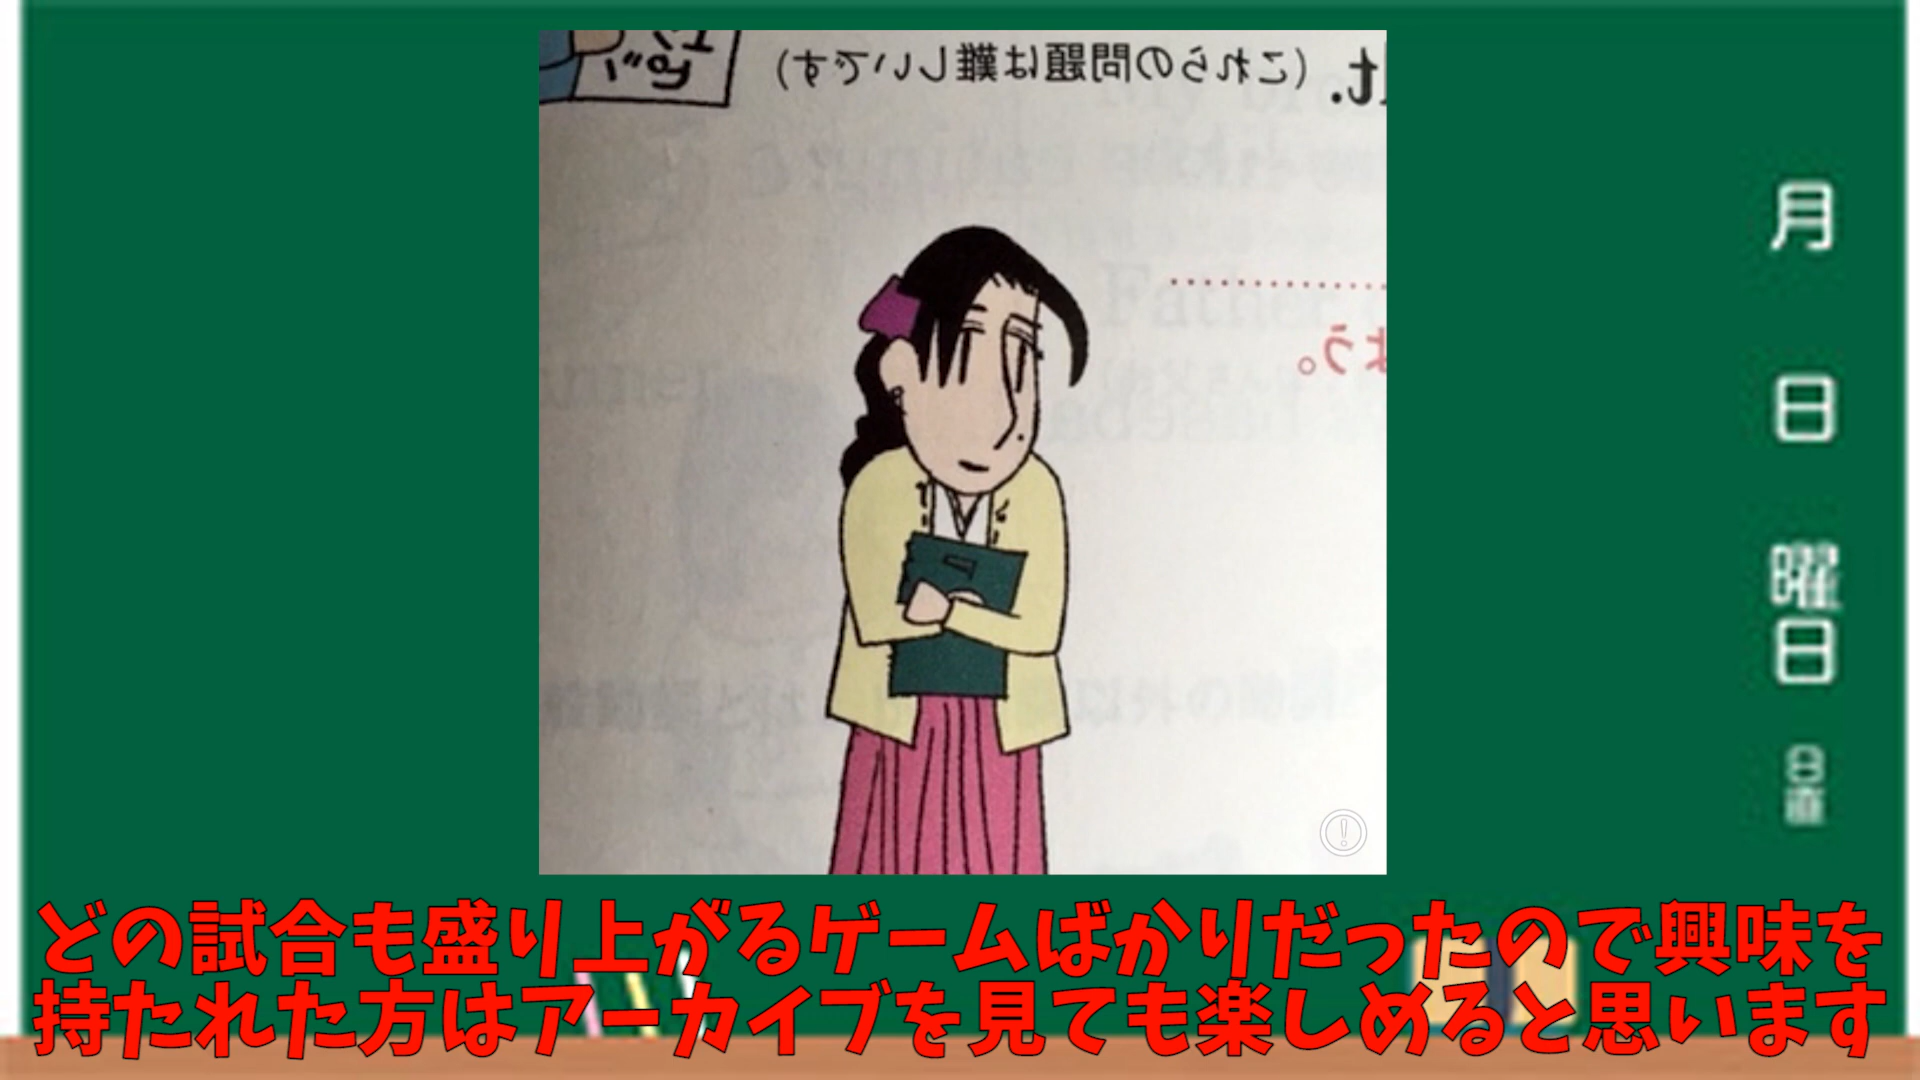 (これらの問題は難しいです)
lt.
よう。
月
日
曜
日
日直
どの試合も盛り上がるゲームばかりだったので興味を
持たれた方はアーカイブを見ても楽しめると思います